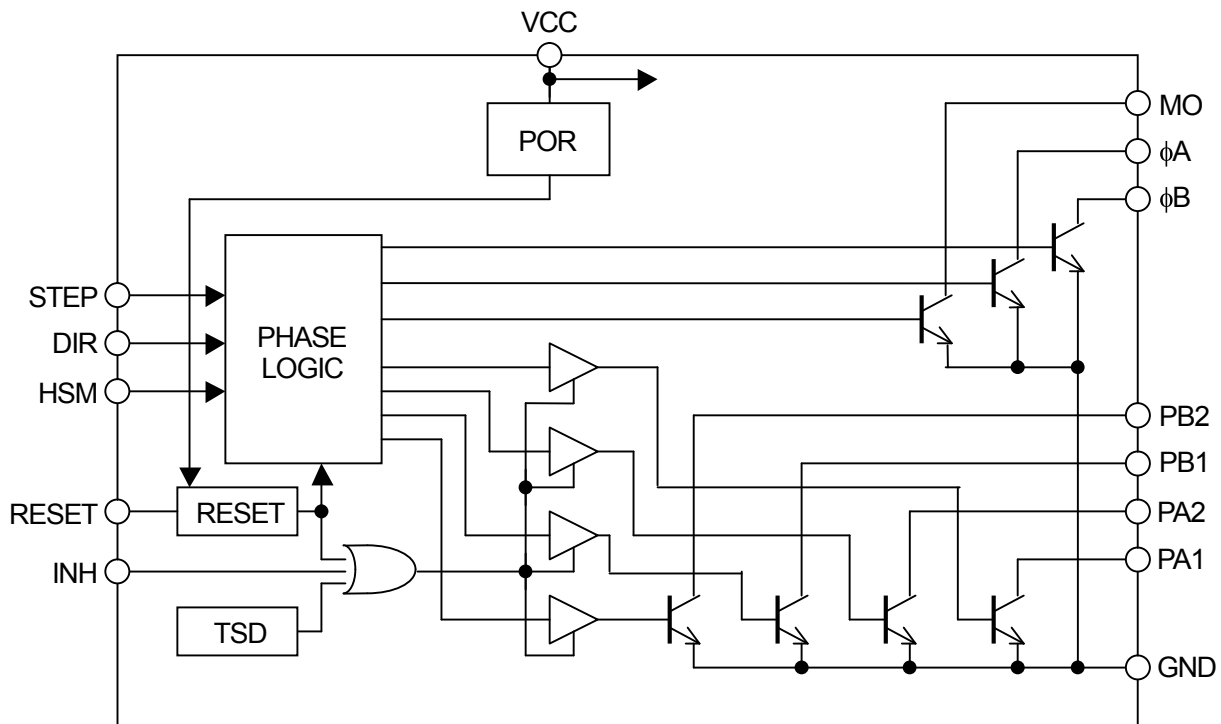 VCC
POR
MO
ϕA
ϕB
STEP
DIR
HSM
PHASE
LOGIC
PB2
PB1
PA2
PA1
RESET
RESET
INH
TSD
GND